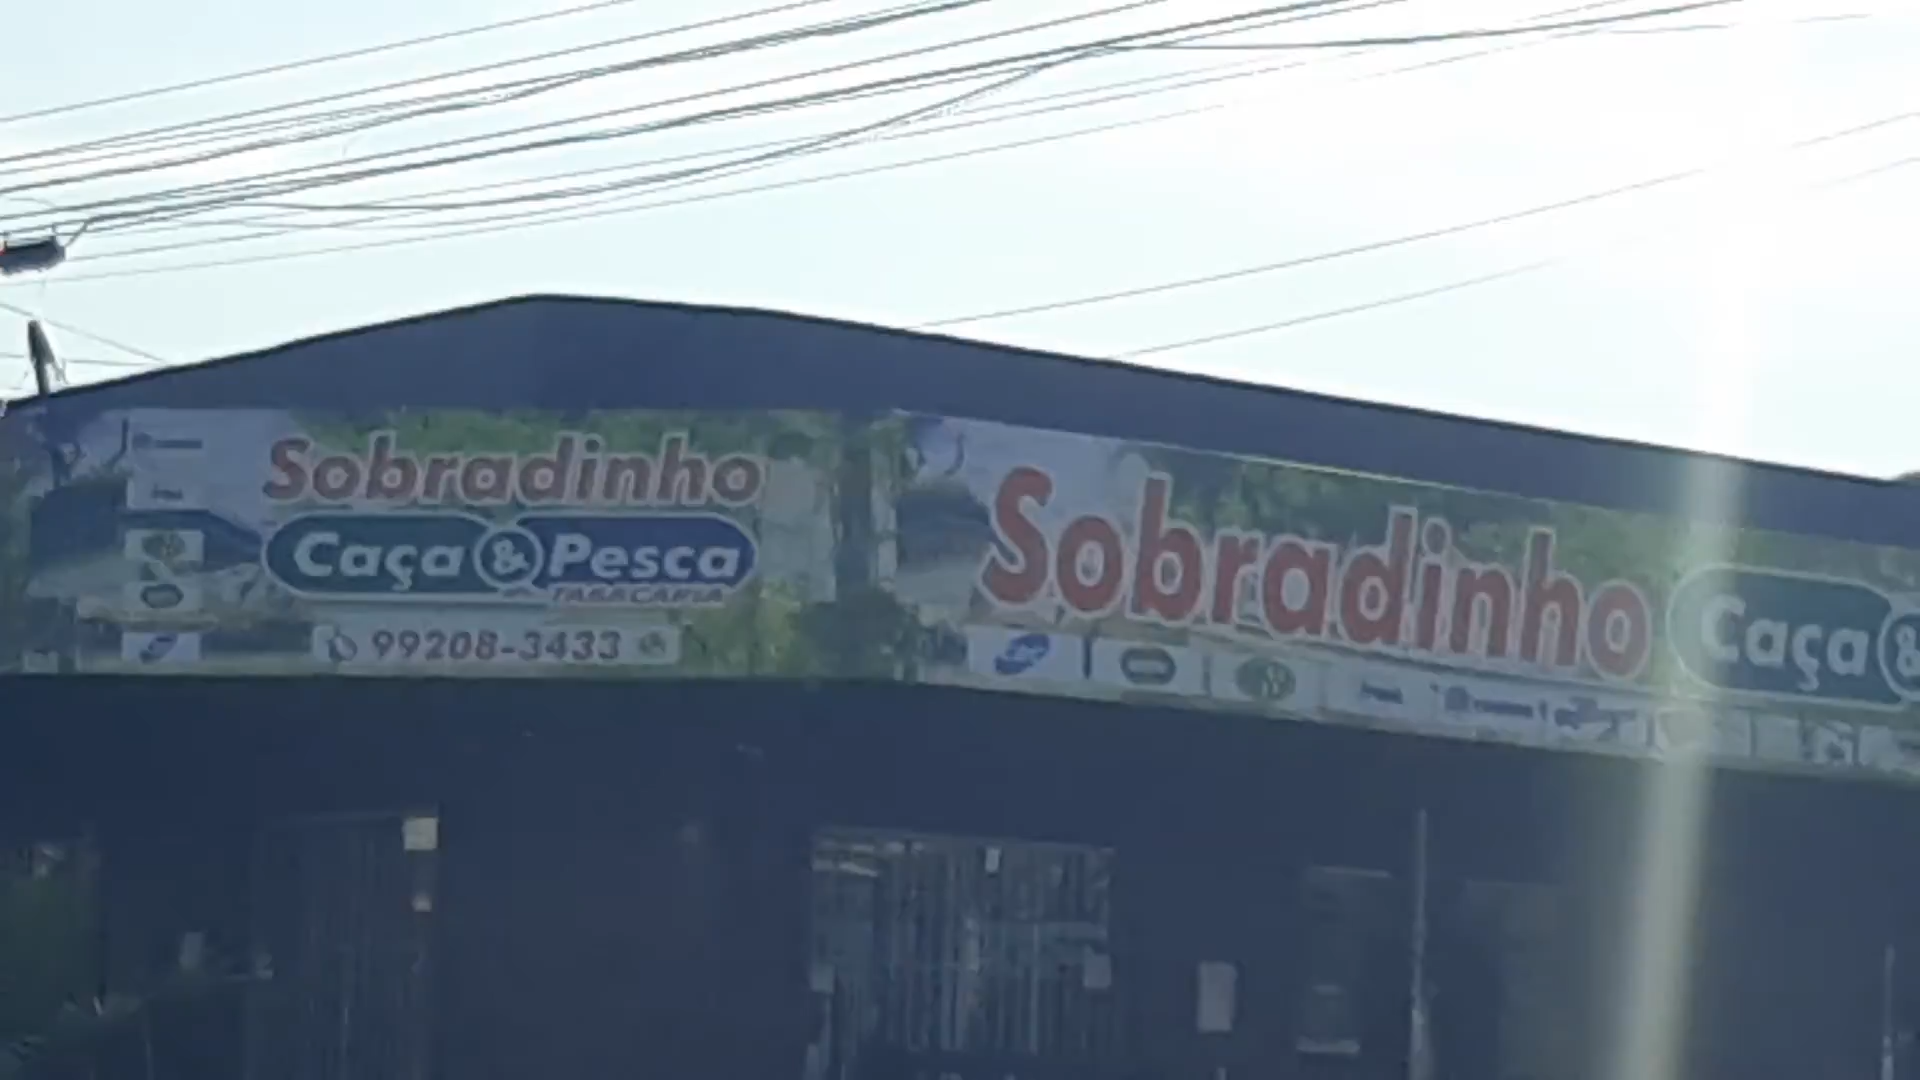 Sobradinho
Caça & Pesca
TABACARIA
99208-3433
Sobradinho
Caça &